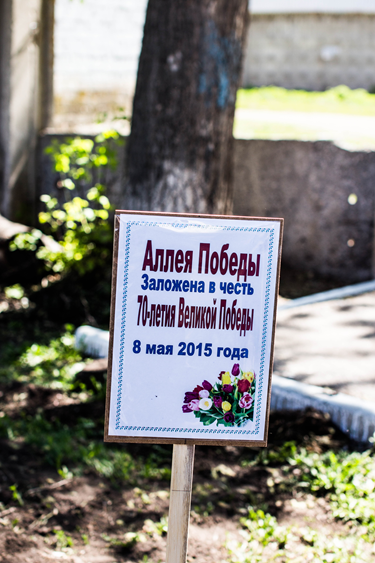 Аллея Победы
Заложена в честь
70-летия Великой Победы
8 мая 2015 года